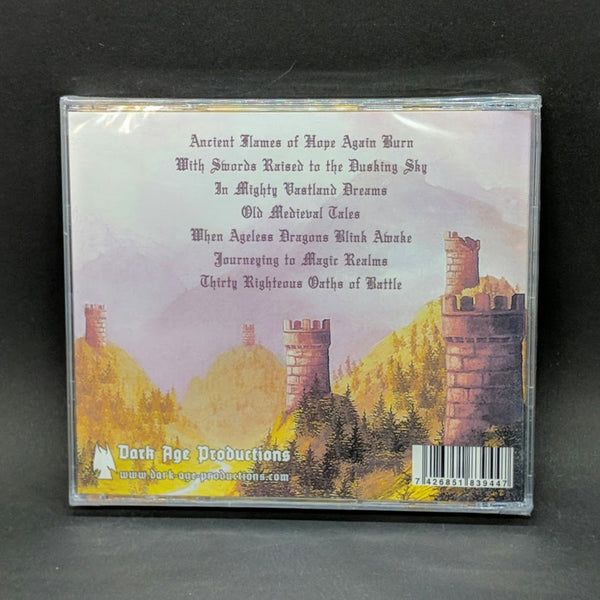 Ancient Flames of Hope Again Burn
With Swords Raised to the Dusking Sky
In Mighty Vastland Dreams
Old Medieval Tales
When Ageless Dragons Blink Awake
Journeying to Magic Realms
Thirty Righteous Oaths of Battle
Dark Age Productions
www.dark-age-productions.com
7 426851 839447